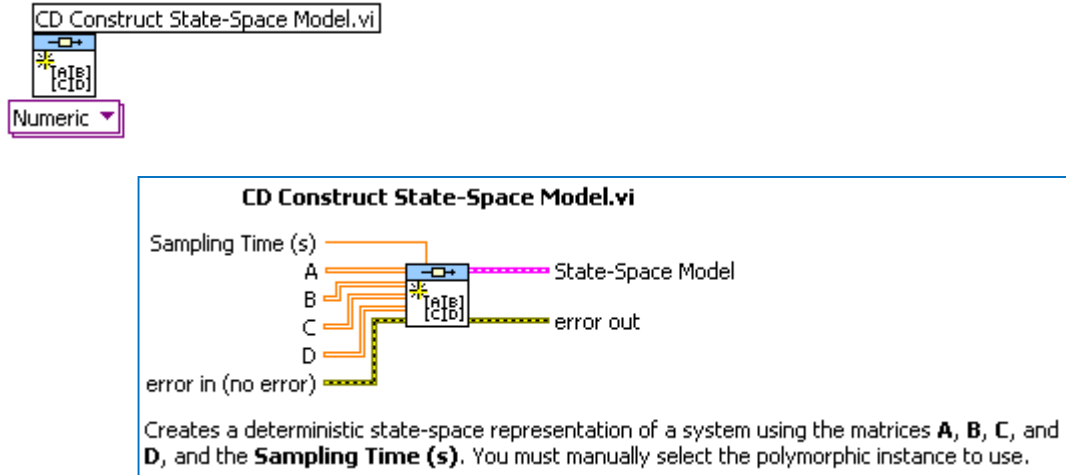 CD Construct State-Space Model.vi
[A|B]
[C|D]
Numeric
CD Construct State-Space Model.vi
Sampling Time (s)
A
State-Space Model
B
[A|B]
[C|D]
C
error out
D
error in (no error)
Creates a deterministic state-space representation of a system using the matrices A, B, C, and
D, and the Sampling Time (s). You must manually select the polymorphic instance to use.